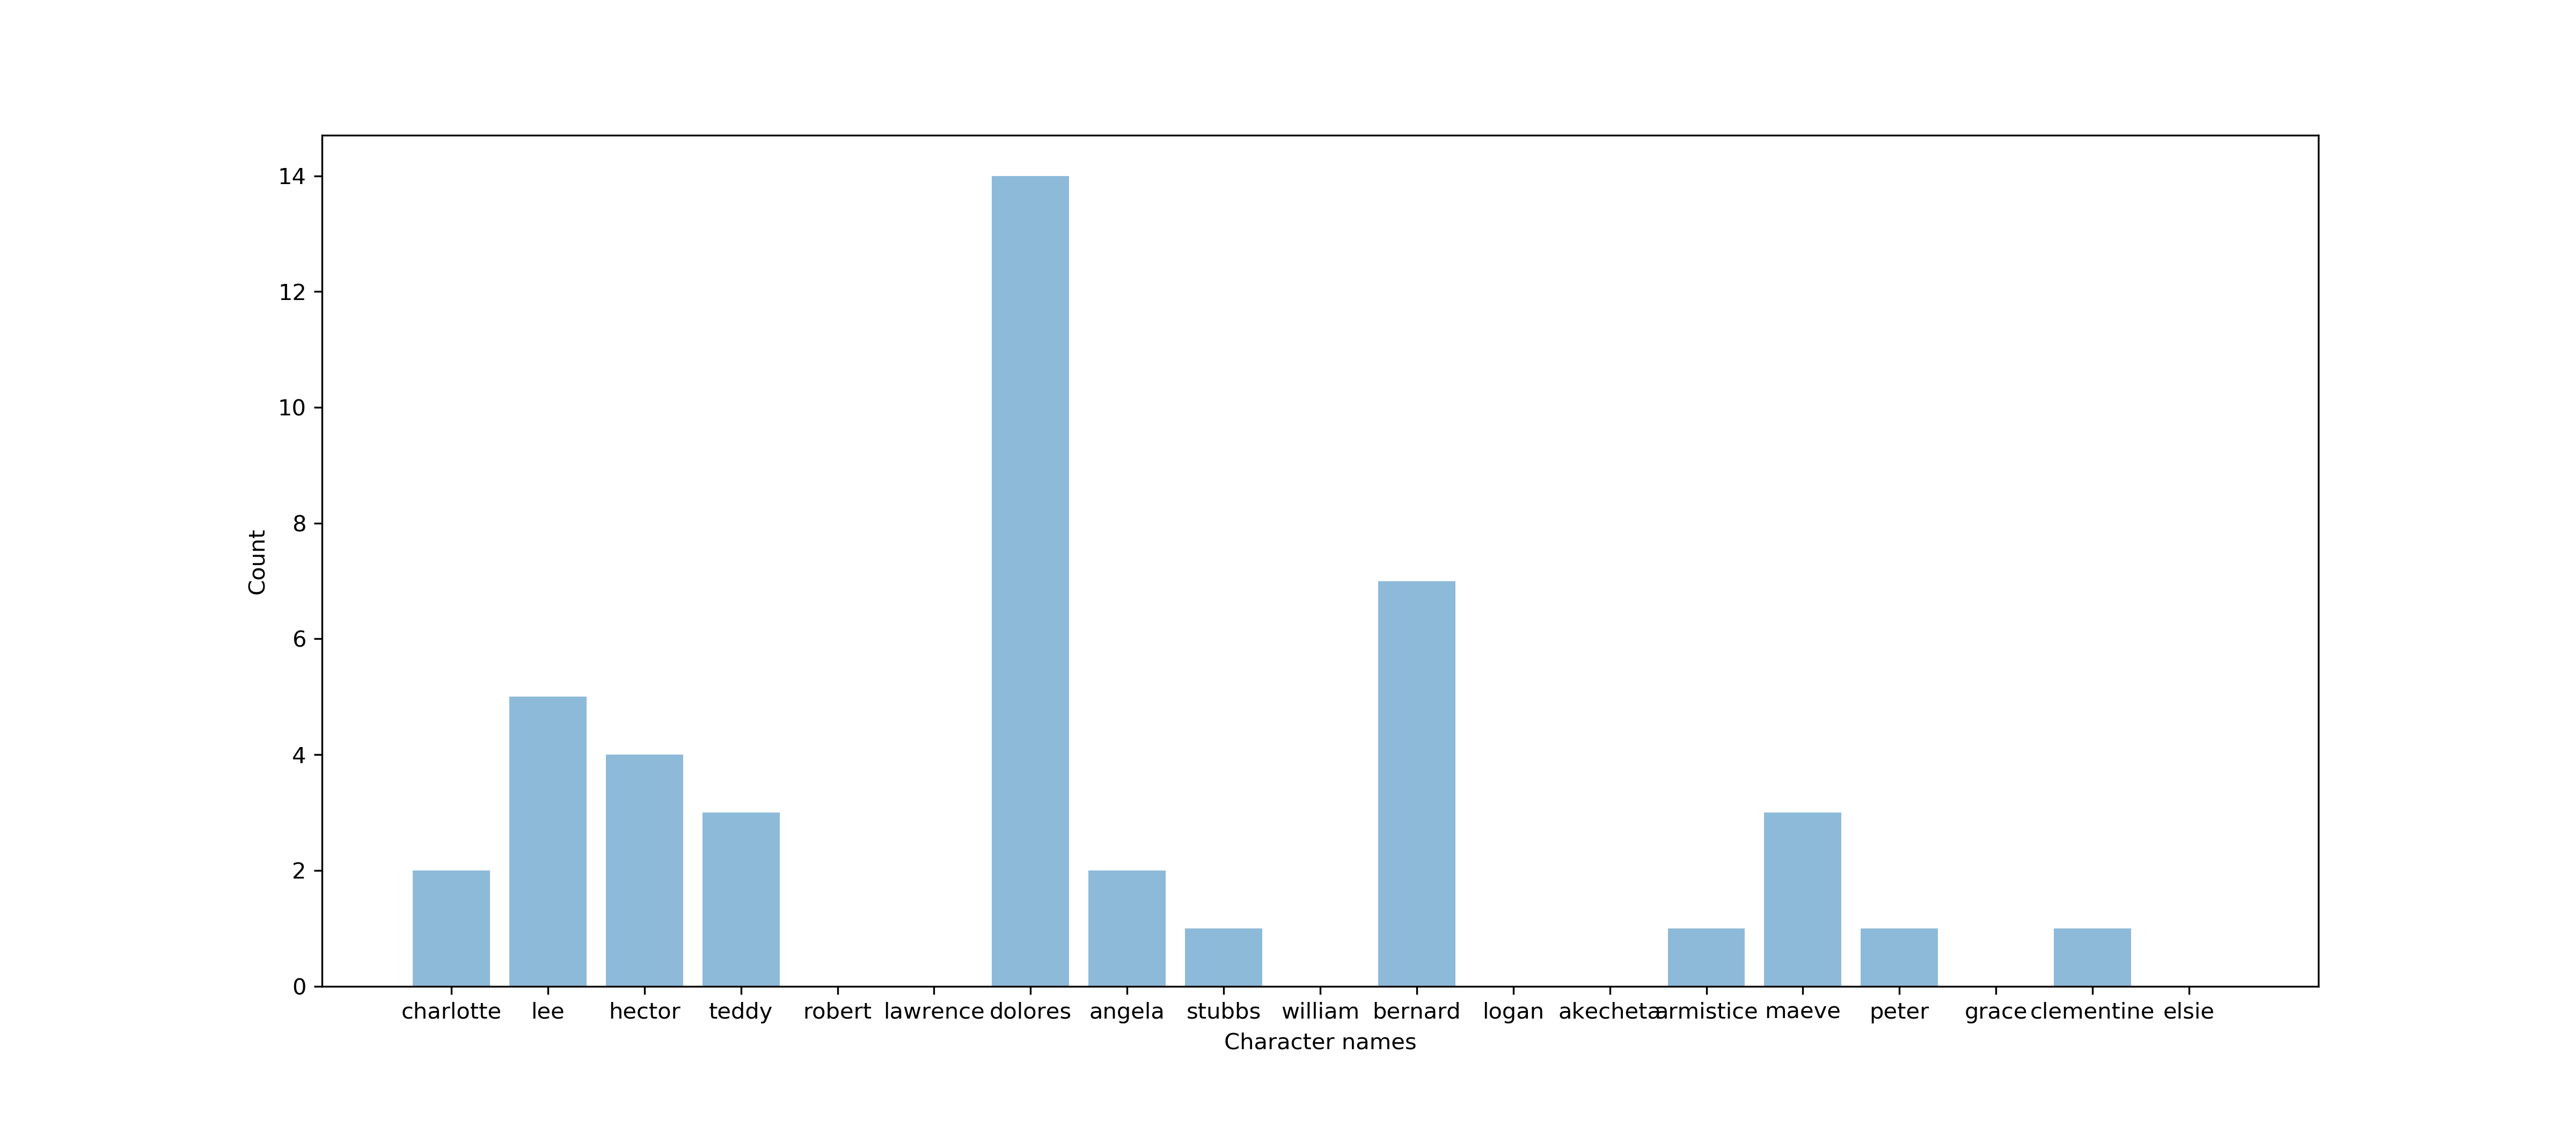 14
12
10
8
6
4
2
0
Count
charlotte lee hector teddy robert lawrence dolores angela stubbs william bernard logan akecheta armistice maeve peter grace clementine elsie
Character names